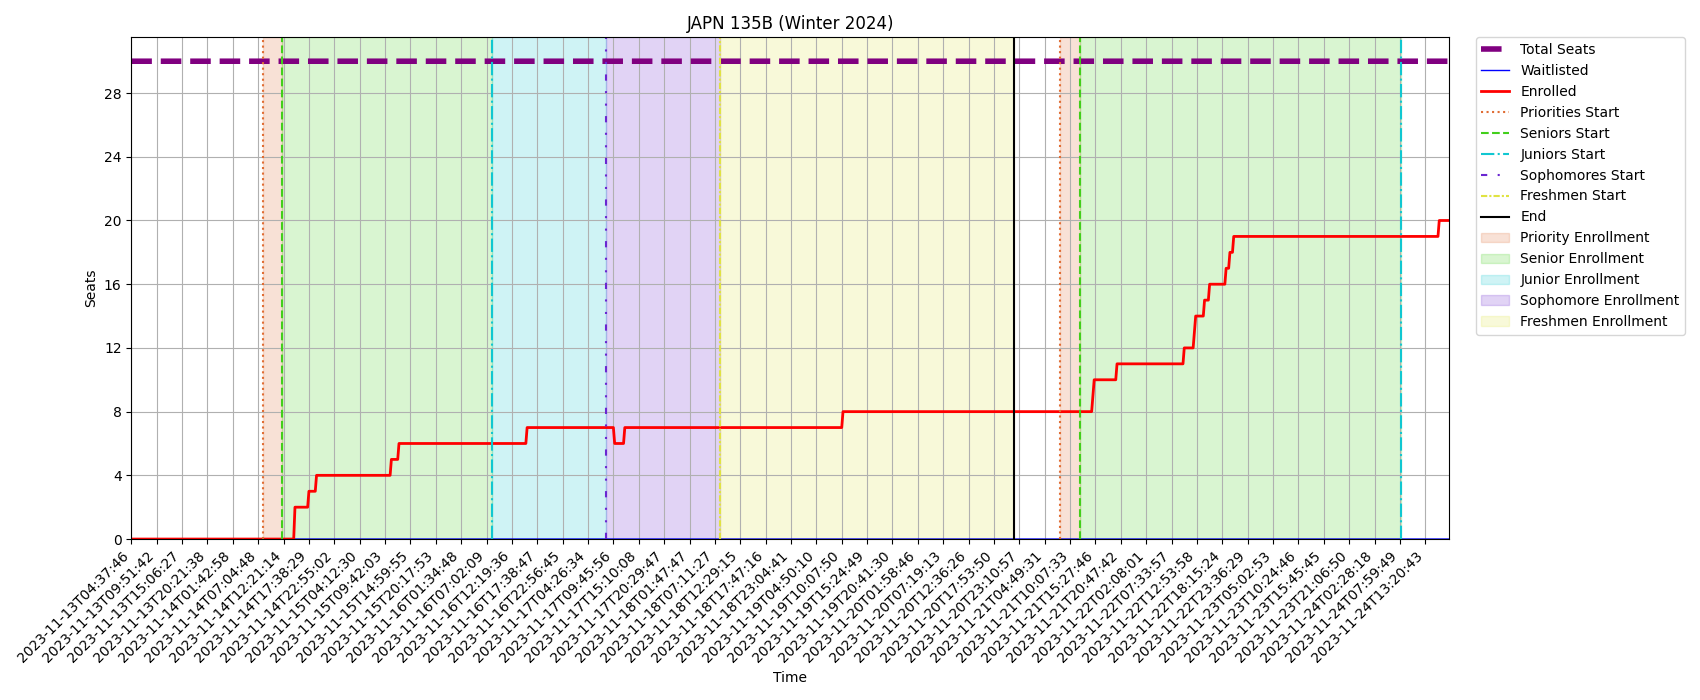 JAPN 135B (Winter 2024)
Seats
28
24
20
16
12
8
4
0
2023-11-13T04:37:46
2023-11-13T09:51:42
2023-11-13T15:06:27
2023-11-13T20:21:38
2023-11-14T01:42:58
2023-11-14T07:04:48
2023-11-14T12:21:14
2023-11-14T17:38:29
2023-11-14T22:55:02
2023-11-15T04:12:30
2023-11-15T09:42:03
2023-11-15T14:59:55
2023-11-15T20:17:53
2023-11-16T01:34:48
2023-11-16T07:02:09
2023-11-16T12:19:36
2023-11-16T17:38:47
2023-11-16T22:56:45
2023-11-17T04:26:34
2023-11-17T09:45:56
2023-11-17T15:10:08
2023-11-17T20:29:47
2023-11-18T01:47:47
2023-11-18T07:11:27
2023-11-18T12:29:15
2023-11-18T17:47:16
2023-11-18T23:04:41
2023-11-19T04:50:10
2023-11-19T10:07:50
2023-11-19T15:24:49
2023-11-19T20:41:30
2023-11-20T01:58:46
2023-11-20T07:19:13
2023-11-20T12:36:26
2023-11-20T17:53:50
2023-11-20T23:10:57
2023-11-21T04:49:31
2023-11-21T10:07:33
2023-11-21T15:27:46
2023-11-21T20:47:42
2023-11-22T02:08:01
2023-11-22T07:33:57
2023-11-22T12:53:58
2023-11-22T18:15:24
2023-11-22T23:36:29
2023-11-23T05:02:53
2023-11-23T10:24:46
2023-11-23T15:45:45
2023-11-23T21:06:50
2023-11-24T02:28:18
2023-11-24T07:59:49
2023-11-24T13:20:43
Time
Total Seats
Waitlisted
Enrolled
Priorities Start
Seniors Start
Juniors Start
Sophomores Start
Freshmen Start
End
Priority Enrollment
Senior Enrollment
Junior Enrollment
Sophomore Enrollment
Freshmen Enrollment